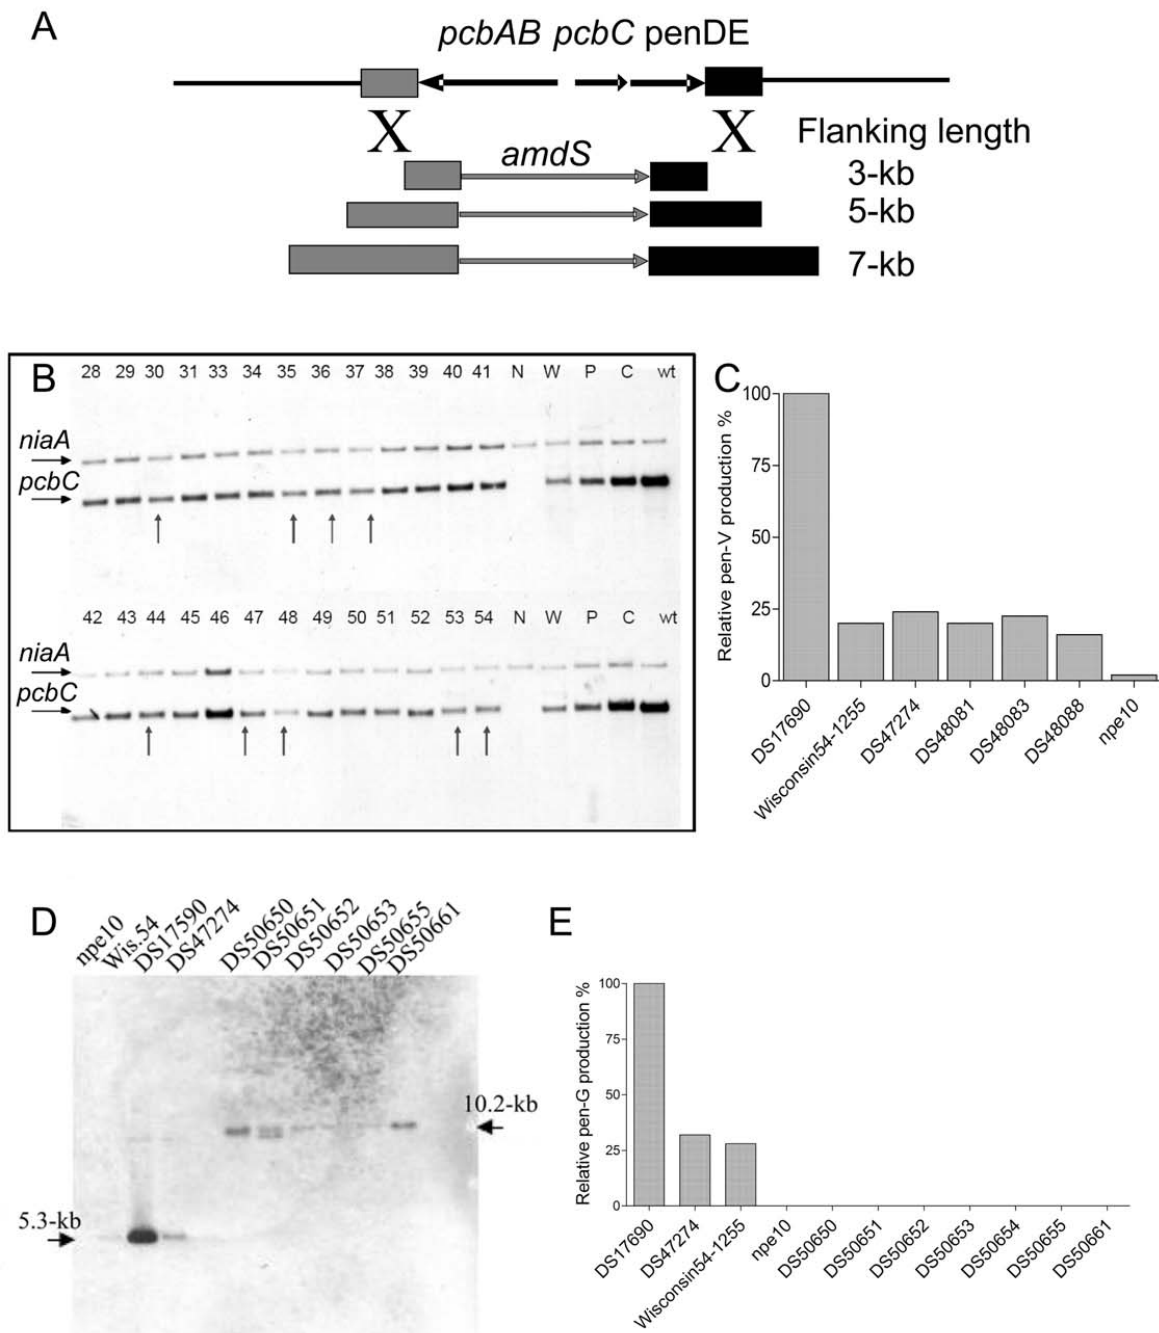 A
pcbAB pcbC penDE
X X
Flanking length
amdS
3-kb
5-kb
7-kb
B
28 29 30 31 33 34 35 36 37 38 39 40 41 N W P C wt
niaA
pcbC
42 43 44 45 46 47 48 49 50 51 52 53 54 N W P C wt
niaA
pcbC
C
Relative pen-V production %
100
75
50
25
0
DS17690
Wisconsin54-1255
DS47274
DS48081
DS48083
DS48088
npe10
D
npe10
Wis.54
DS17590
DS47274
DS50650
DS50651
DS50652
DS50653
DS50655
DS50661
10.2-kb
5.3-kb
E
Relative pen-G production %
100
75
50
25
0
DS17690
DS47274
Wisconsin54-1255
npe10
DS50650
DS50651
DS50652
DS50653
DS50654
DS50655
DS50661